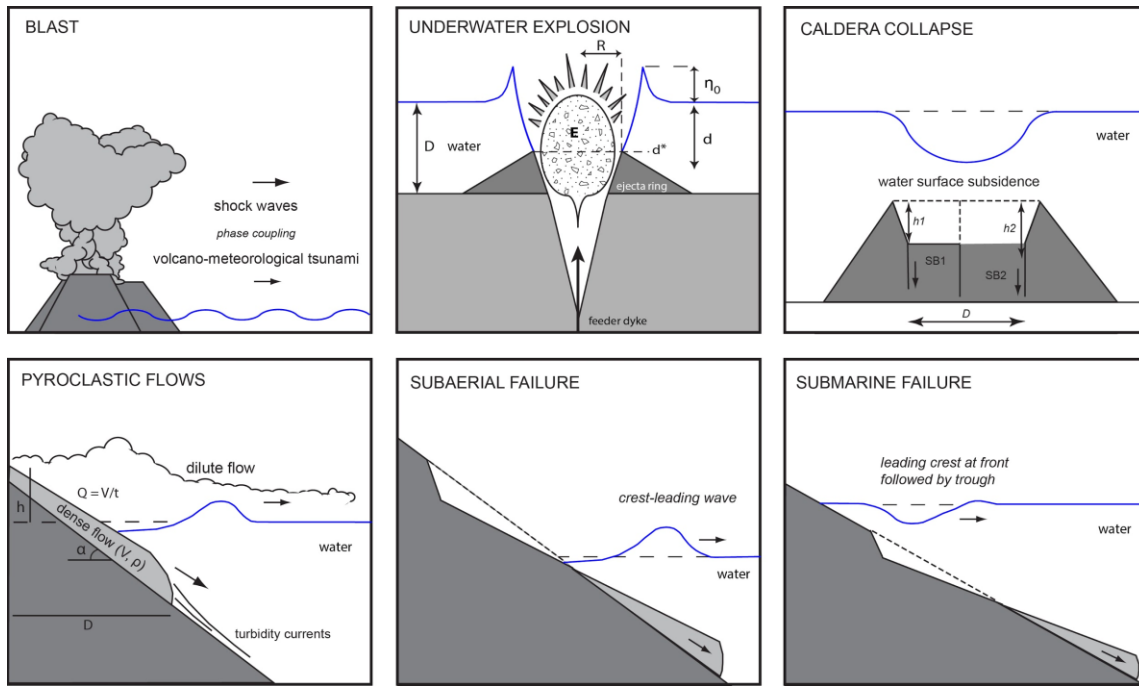 BLAST
shock waves
phase coupling
volcano-meteorological tsunami
UNDERWATER EXPLOSION
R
η₀
E
D water
d
d*
ejecta ring
feeder dyke
CALDERA COLLAPSE
water
water surface subsidence
h1
h2
SB1
SB2
D
PYROCLASTIC FLOWS
dilute flow
Q = V/t
h
dense flow (V, ρ)
water
α
D
turbidity currents
SUBAERIAL FAILURE
crest-leading wave
water
SUBMARINE FAILURE
leading crest at front
followed by trough
water